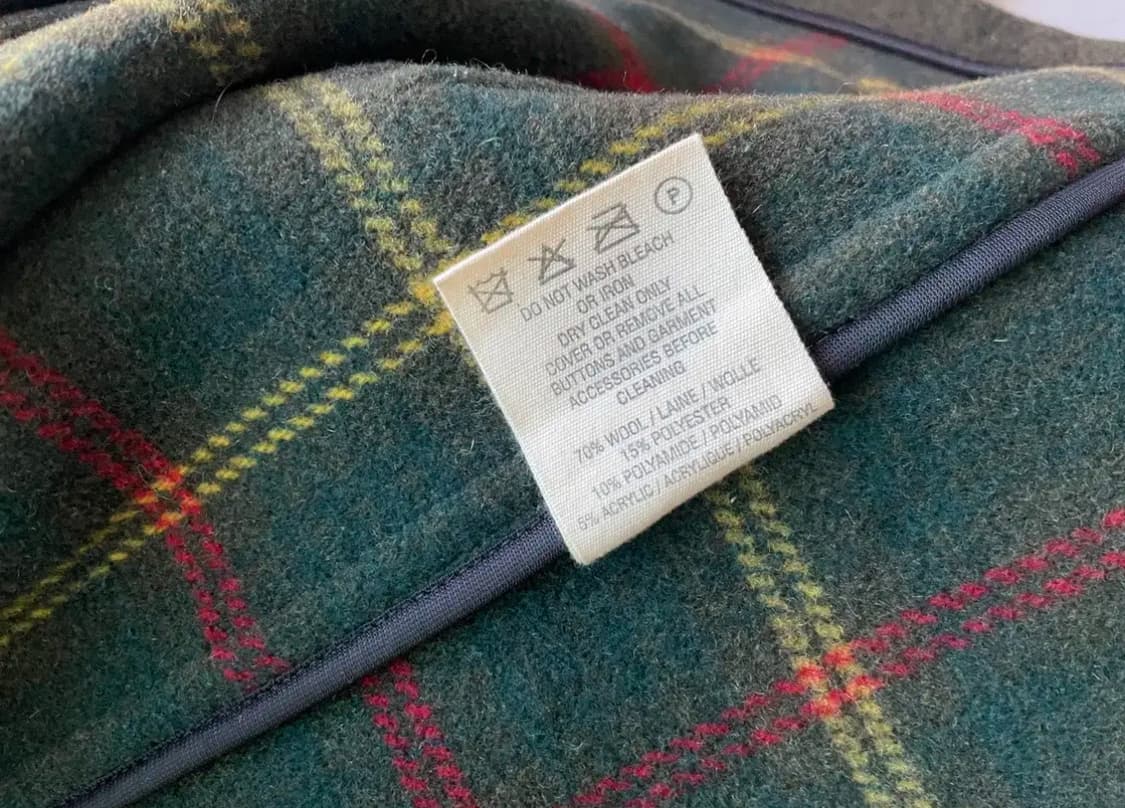 P
DO NOT WASH BLEACH
OR IRON
DRY CLEAN ONLY
COVER OR REMOVE ALL
BUTTONS AND GARMENT
ACCESSORIES BEFORE
CLEANING
70% WOOL / LAINE / WOLLE
15% POLYESTER
10% POLYAMIDE / POLYAMID
5% ACRYLIC / ACRYLIQUE / POLYACRYL